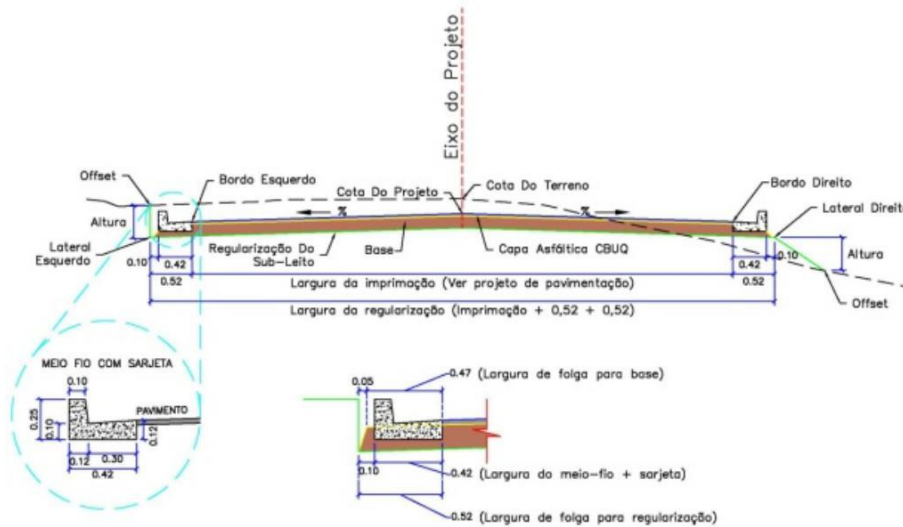 Eixo do Projeto
Offset
Bordo Esquerdo
Cota Do Projeto
Cota Do Terreno
Bordo Direito
%
%
Altura
Lateral Direito
Lateral
Esquerdo
Regularização Do
Sub-Leito
Base
Capa Asfáltica CBUQ
Altura
0.10
0.42
0.52
0.42
0.10
0.52
Largura da imprimação (Ver projeto de pavimentação)
Offset
Largura da regularização (Imprimação + 0,52 + 0,52)
MEIO FIO COM SARJETA
0.10
0.25
0.10
PAVIMENTO
0.12
0.12
0.30
0.42
0.05
0.47 (Largura de folga para base)
0.10
0.42 (Largura do meio-fio + sarjeta)
0.52 (Largura de folga para regularização)